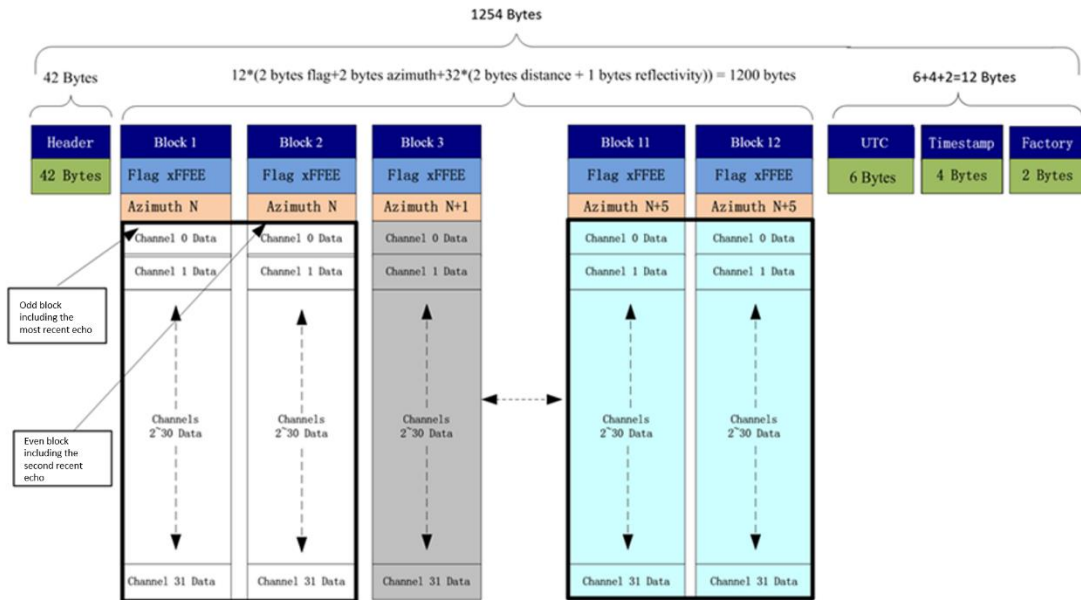 1254 Bytes
42 Bytes
12*(2 bytes flag+2 bytes azimuth+32*(2 bytes distance + 1 bytes reflectivity)) = 1200 bytes
6+4+2=12 Bytes
Header
Block 1
Block 2
Block 3
Block 11
Block 12
UTC
Timestamp
Factory
42 Bytes
Flag xFFEE
Flag xFFEE
Flag xFFEE
Flag xFFEE
Flag xFFEE
6 Bytes
4 Bytes
2 Bytes
Azimuth N
Azimuth N
Azimuth N+1
Azimuth N+5
Azimuth N+5
Channel 0 Data
Channel 0 Data
Channel 0 Data
Channel 0 Data
Channel 0 Data
Channel 1 Data
Channel 1 Data
Channel 1 Data
Channel 1 Data
Channel 1 Data
Odd block
including the
most recent echo
Channels
2~30 Data
Channels
2~30 Data
Channels
2~30 Data
Channels
2~30 Data
Channels
2~30 Data
Even block
including the
second recent
echo
Channel 31 Data
Channel 31 Data
Channel 31 Data
Channel 31 Data
Channel 31 Data